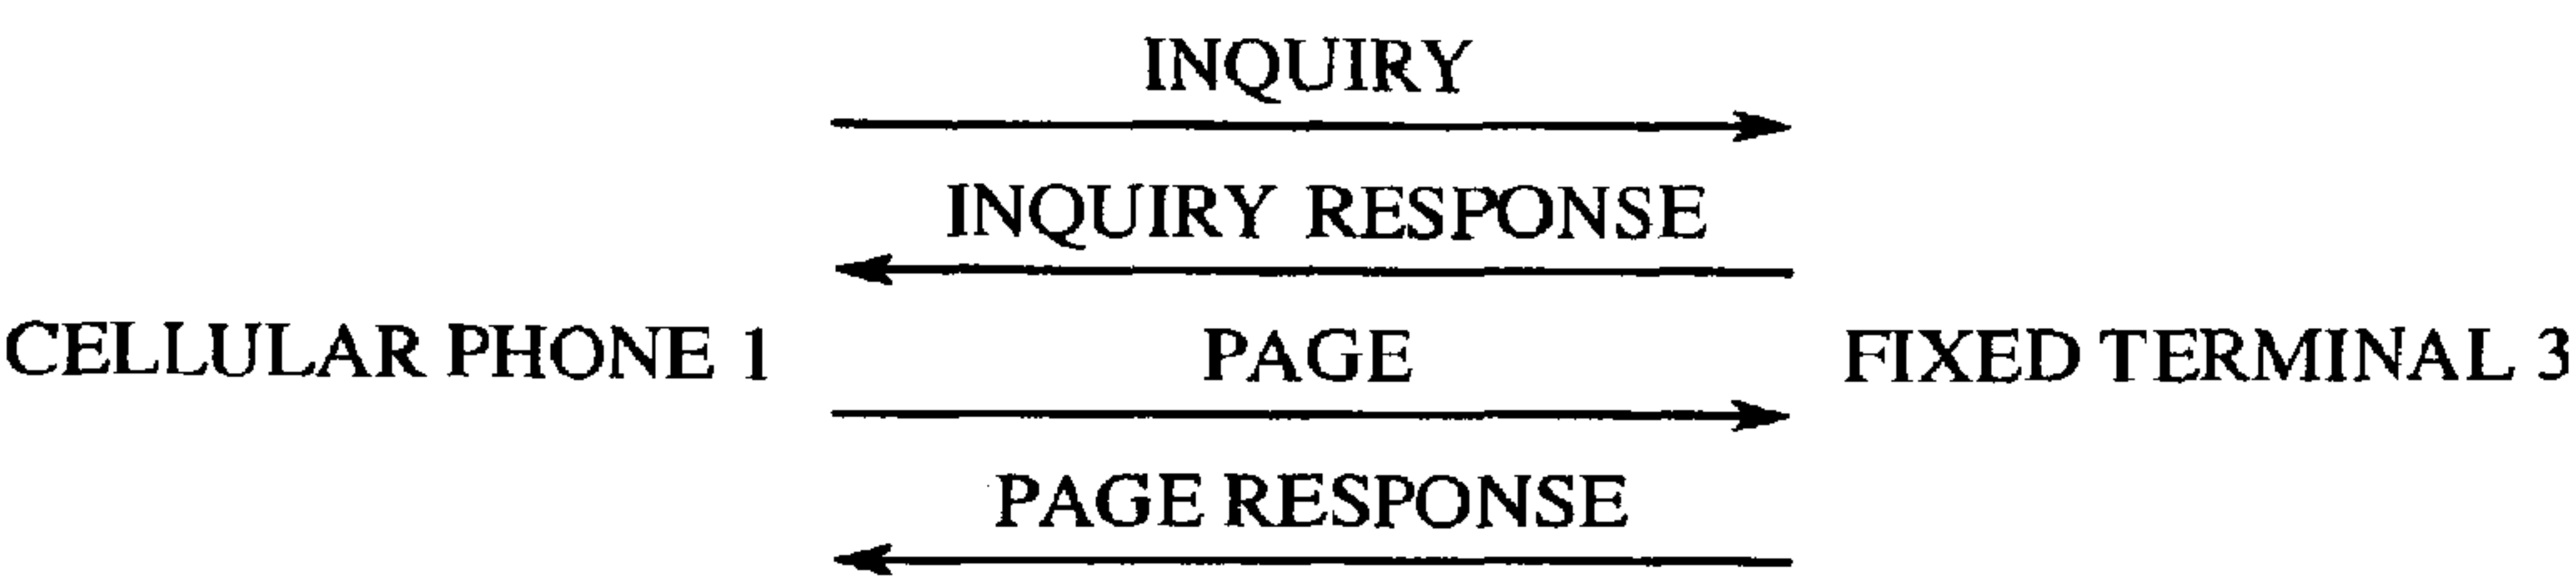 INQUIRY
INQUIRY RESPONSE
CELLULAR PHONE 1
PAGE
FIXED TERMINAL 3
PAGE RESPONSE